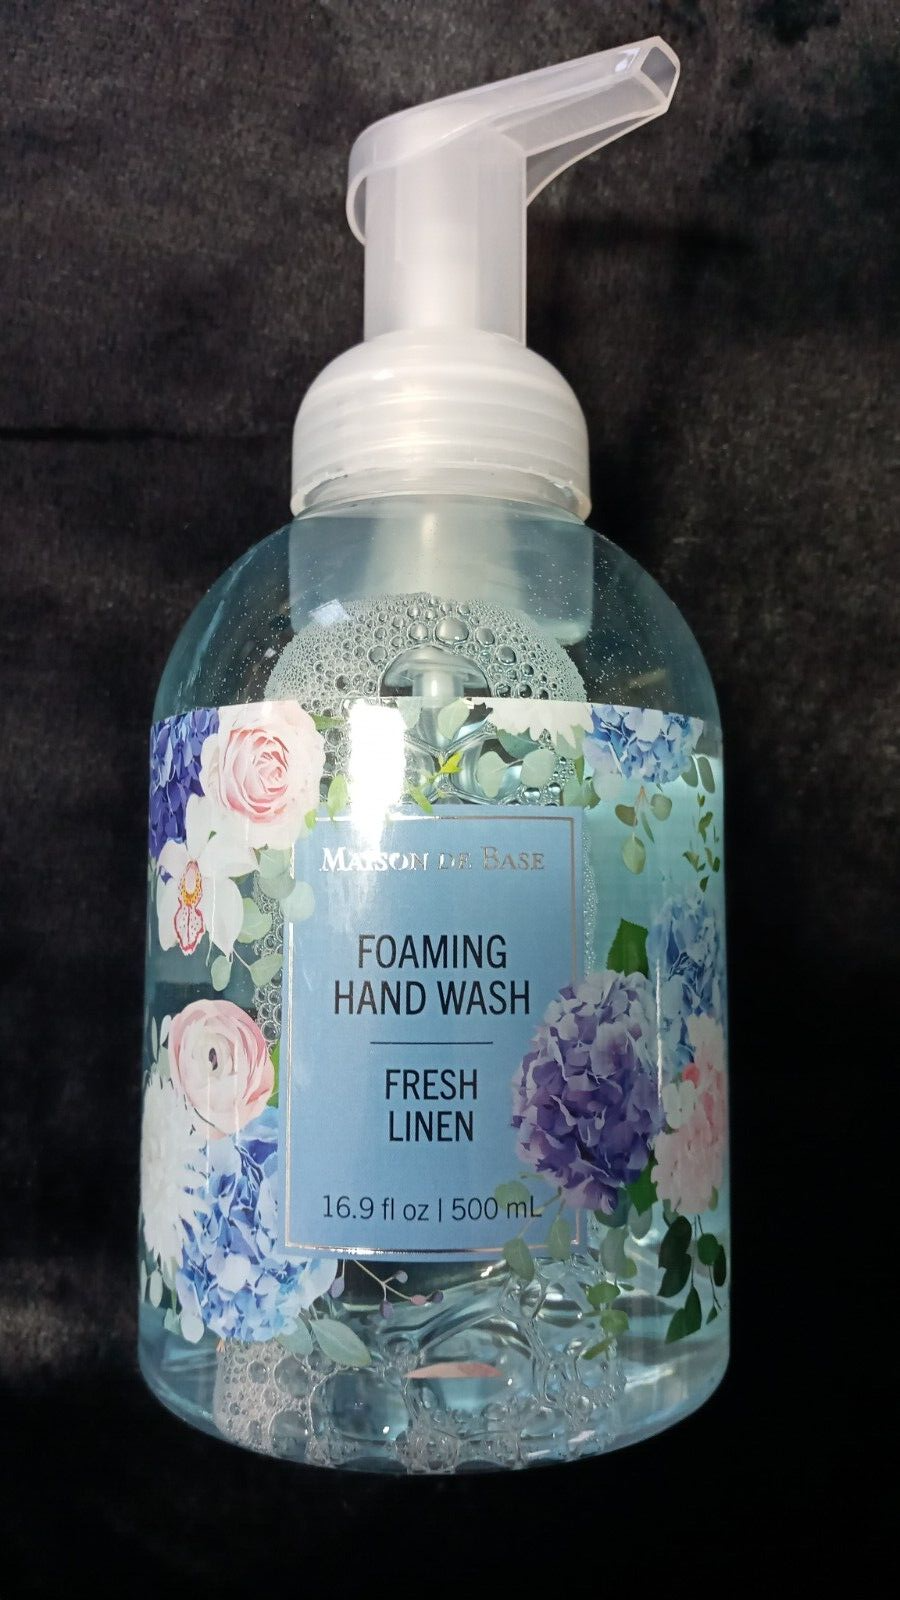 MAISON DE BASE
FOAMING
HAND WASH
FRESH
LINEN
16.9 fl oz | 500 mL